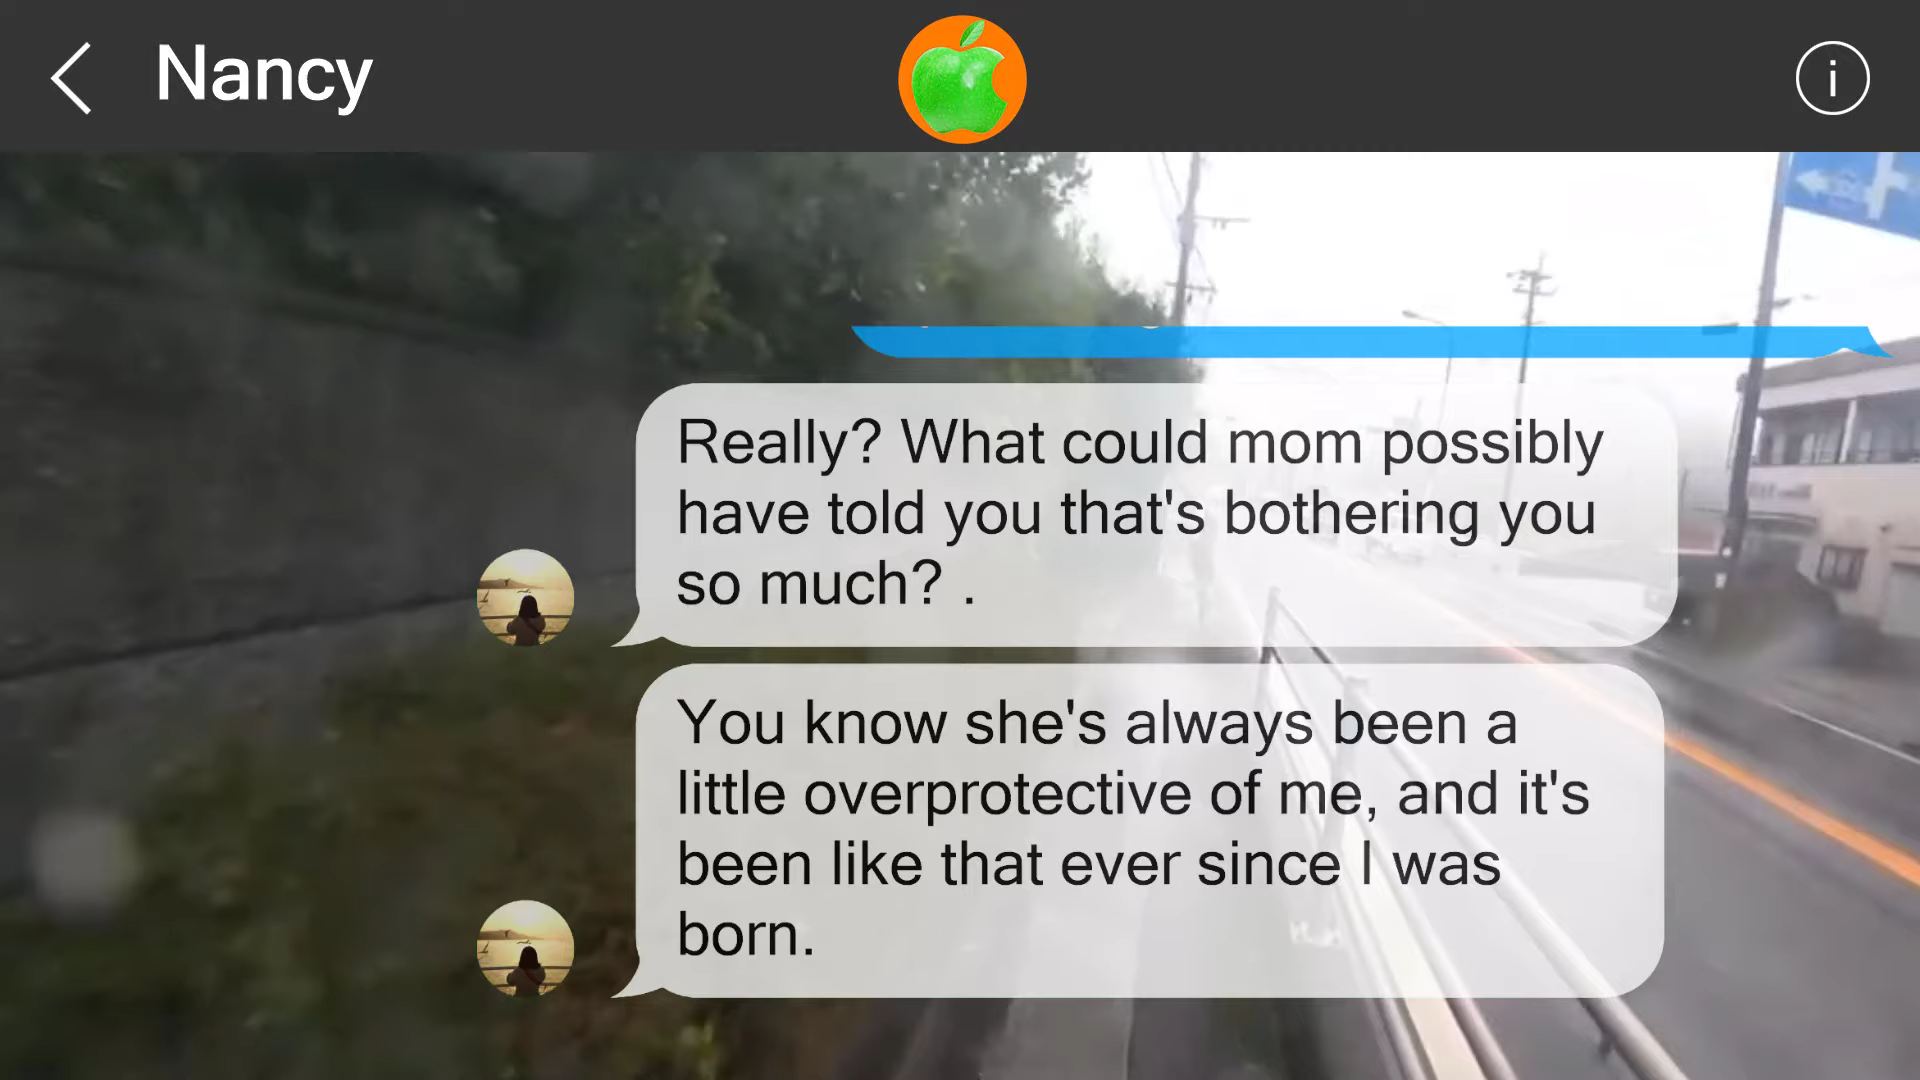 Nancy
Really? What could mom possibly
have told you that's bothering you
so much? .
You know she's always been a
little overprotective of me, and it's
been like that ever since I was
born.